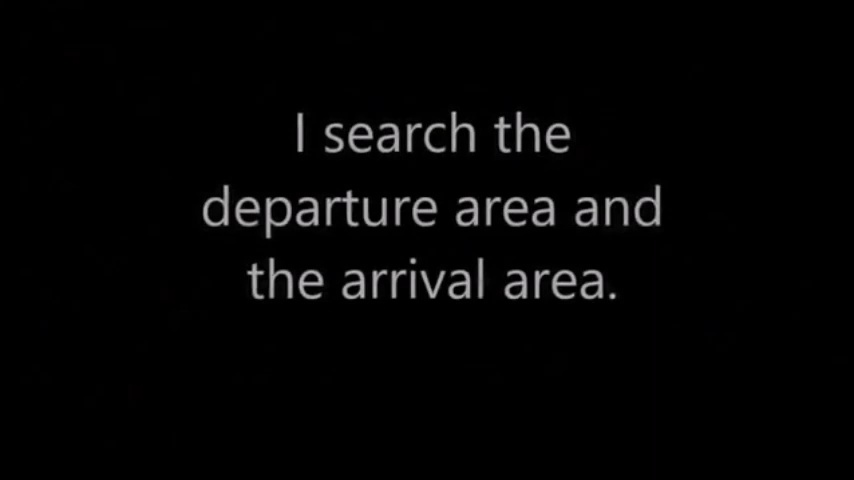 I search the
departure area and
the arrival area.